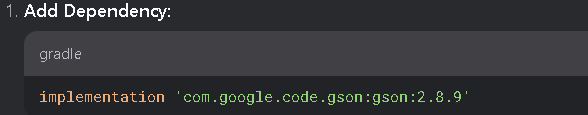 1. Add Dependency:
gradle
implementation 'com.google.code.gson:gson:2.8.9'